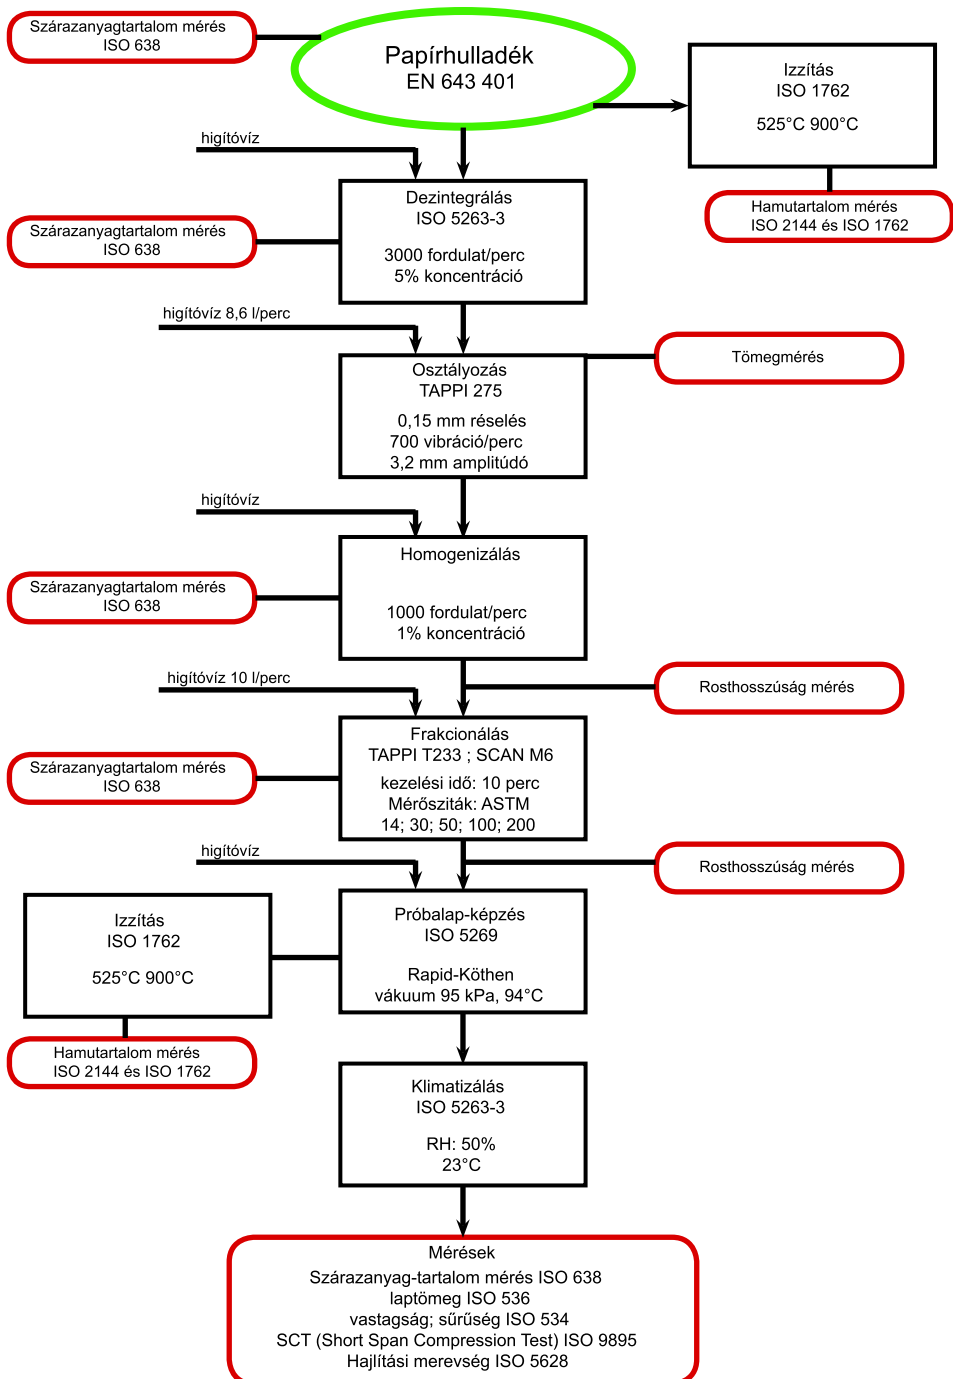 Szárazanyagtartalom mérés
ISO 638
Papírhulladék
EN 643 401
Izzítás
ISO 1762
525°C 900°C
Hamutartalom mérés
ISO 2144 és ISO 1762
higítóvíz
Dezintegrálás
ISO 5263-3
3000 fordulat/perc
5% koncentráció
Szárazanyagtartalom mérés
ISO 638
higítóvíz 8,6 l/perc
Osztályozás
TAPPI 275
0,15 mm réselés
700 vibráció/perc
3,2 mm amplitúdó
Tömegmérés
higítóvíz
Homogenizálás
1000 fordulat/perc
1% koncentráció
Szárazanyagtartalom mérés
ISO 638
Rosthosszúság mérés
higítóvíz 10 l/perc
Frakcionálás
TAPPI T233 ; SCAN M6
kezelési idő: 10 perc
Mérősziták: ASTM
14; 30; 50; 100; 200
Szárazanyagtartalom mérés
ISO 638
Rosthosszúság mérés
higítóvíz
Próbalap-képzés
ISO 5269
Rapid-Köthen
vákuum 95 kPa, 94°C
Izzítás
ISO 1762
525°C 900°C
Hamutartalom mérés
ISO 2144 és ISO 1762
Klimatizálás
ISO 5263-3
RH: 50%
23°C
Mérések
Szárazanyag-tartalom mérés ISO 638
laptömeg ISO 536
vastagság; sűrűség ISO 534
SCT (Short Span Compression Test) ISO 9895
Hajlítási merevség ISO 5628